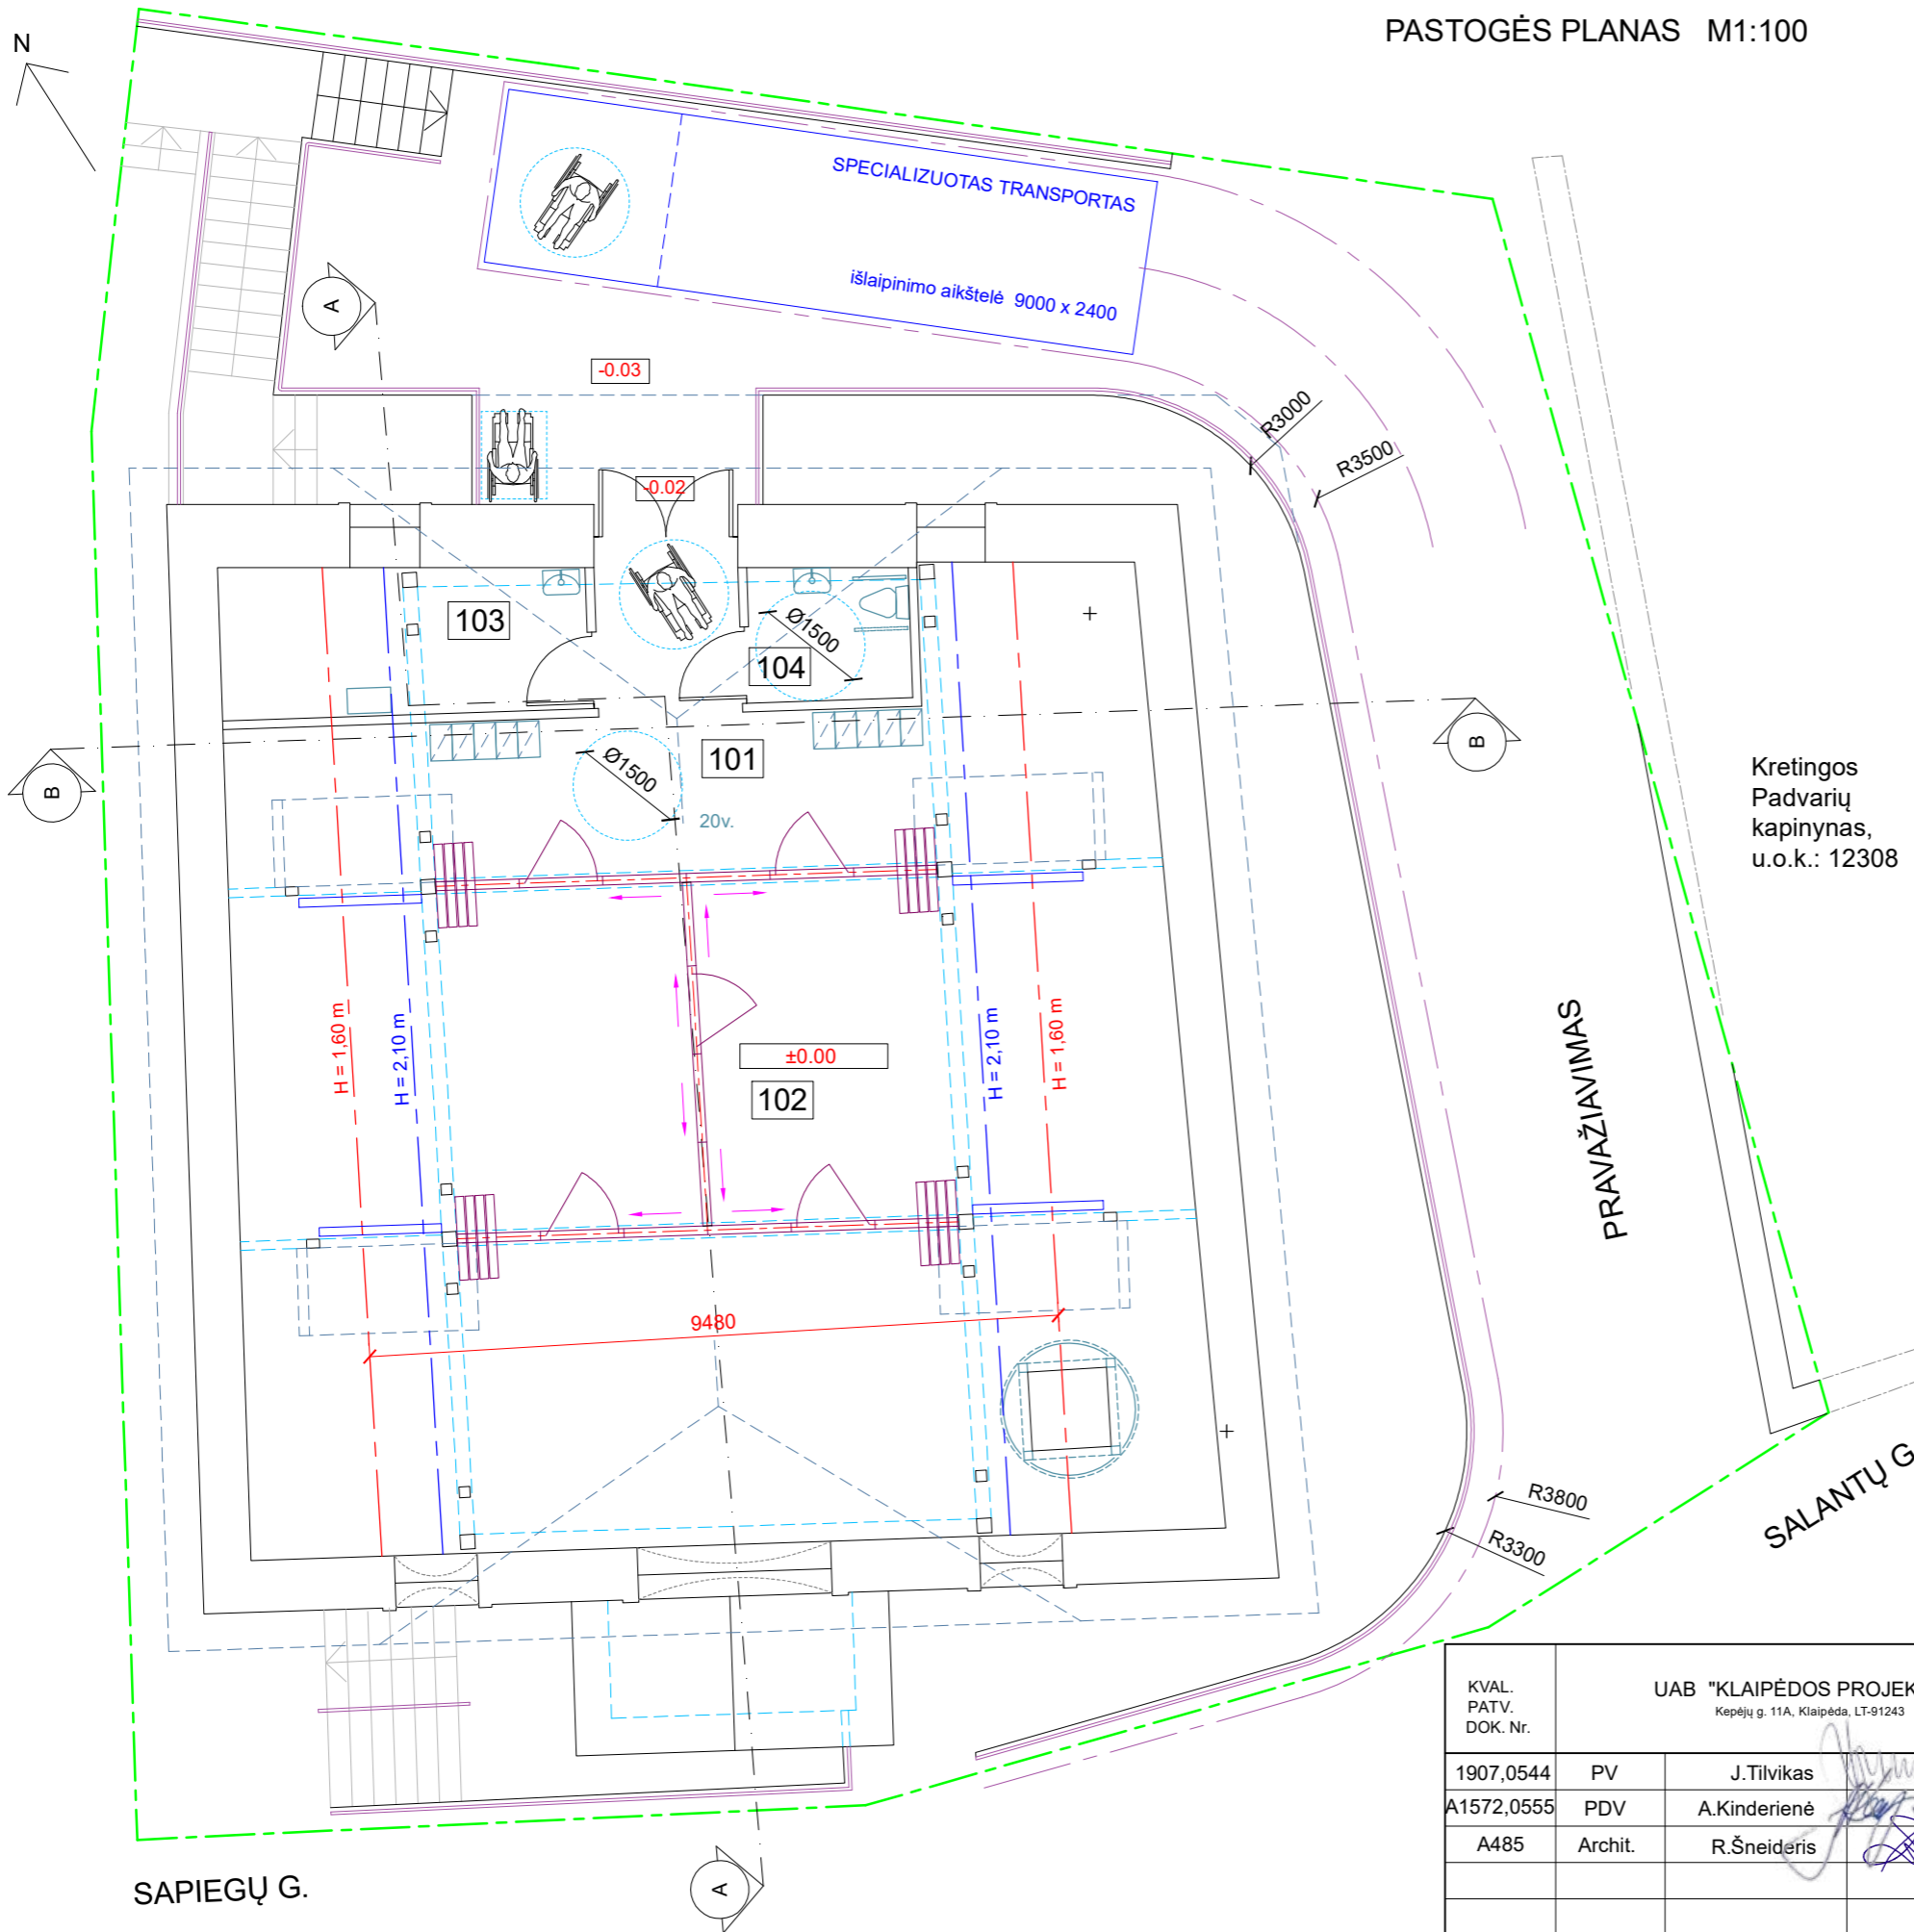 PASTOGĖS PLANAS M1:100
N
SPECIALIZUOTAS TRANSPORTAS
išlaipinimo aikštelė 9000 x 2400
A
-0.03
R3000
R3500
-0.02
103
Ø1500
104
101
Ø1500
20v.
B
B
Kretingos
Padvarių
kapinynas,
u.o.k.: 12308
H = 1,60 m
H = 2,10 m
H = 2,10 m
H = 1,60 m
±0.00
102
PRAVAŽIAVIMAS
9480
R3800
R3300
SALANTŲ G
KVAL.
PATV.
DOK. Nr.
UAB "KLAIPĖDOS PROJEK
Kepėjų g. 11A, Klaipėda, LT-91243
1907,0544 PV J.Tilvikas
A1572,0555 PDV A.Kinderienė
A485 Archit. R.Šneideris
SAPIEGŲ G.
A